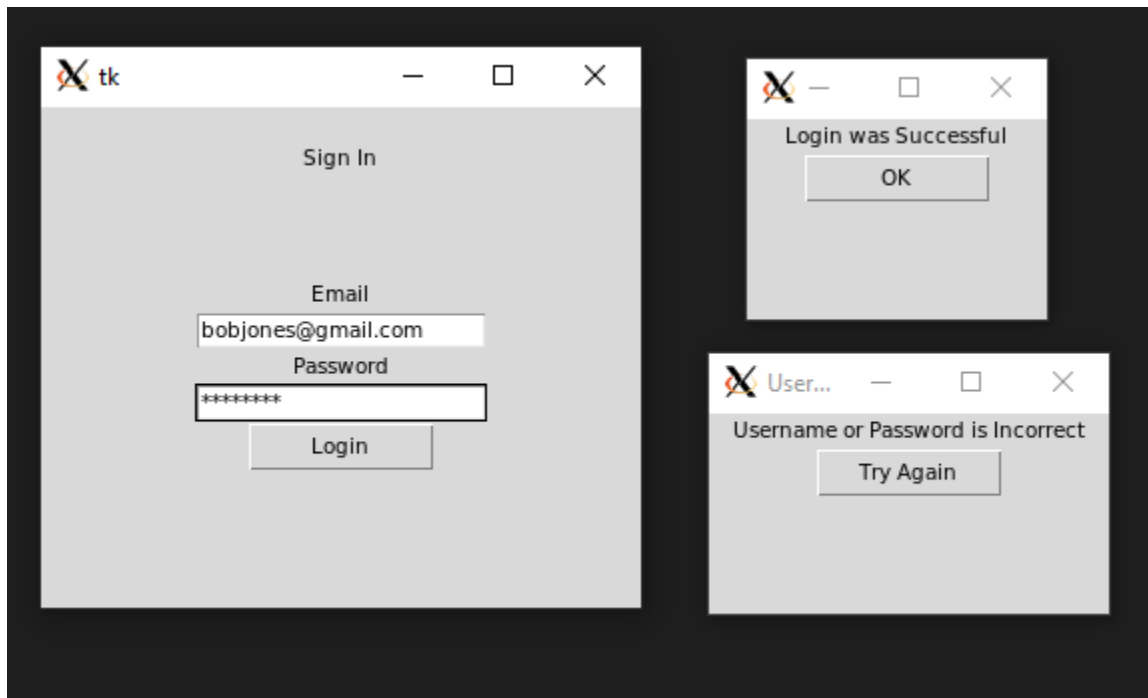 tk
Sign In
Email
bobjones@gmail.com
Password
********
Login
Login was Successful
OK
User...
Username or Password is Incorrect
Try Again